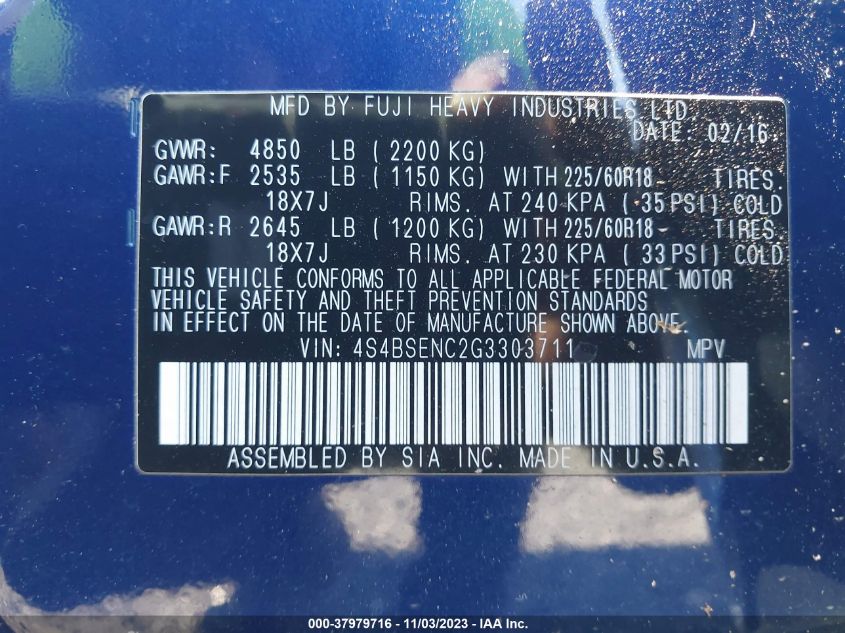 MFD BY FUJI HEAVY INDUSTRIES LTD.
DATE: 02/16
GVWR: 4850 LB ( 2200 KG)
GAWR:F 2535 LB ( 1150 KG) WITH 225/60R18 TIRES.
18X7J RIMS. AT 240 KPA ( 35 PSI) COLD
GAWR:R 2645 LB ( 1200 KG) WITH 225/60R18 TIRES.
18X7J RIMS. AT 230 KPA ( 33 PSI) COLD
THIS VEHICLE CONFORMS TO ALL APPLICABLE FEDERAL MOTOR
VEHICLE SAFETY AND THEFT PREVENTION STANDARDS
IN EFFECT ON THE DATE OF MANUFACTURE SHOWN ABOVE.
VIN: 4S4BSENC2G3303711 MPV
ASSEMBLED BY SIA INC. MADE IN U.S.A.
000-37979716 - 11/03/2023 - IAA Inc.